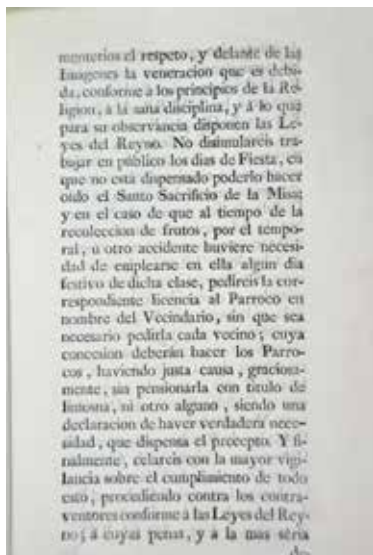 menterios el respeto, y delante de las
Imagenes la veneracion que es debi-
da, conforme a los principios de la Re-
ligion, à la sana disciplina, y à lo que
para su observancia disponen las Le-
yes del Reyno. No disimulareis tra-
bajar en público los dias de Fiesta, en
que no está dispensado poderlo hacer
oido el Santo Sacrificio de la Misa;
y en el caso de que al tiempo de la
recoleccion de frutos, por el tempo-
ral, u otro accidente huviere necesi-
dad de emplearse en ella algun dia
festivo de dicha clase, pedireis la cor-
respondiente licencia al Parroco en
nombre del Vecindario, sin que sea
necesario pedirla cada vecino; cuya
concesion deberán hacer los Parro-
cos, haviendo justa causa, graciosa-
mente, sin pensionarla con titulo de
limosna, ni otro alguno, siendo una
declaracion de haver verdadera nece-
sidad, que dispensa el precepto. Y fi-
nalmente, celareis con la mayor vigi-
lancia sobre el cumplimiento de todo
esto, procediendo contra los contra-
ventores conforme à las Leyes del Rey-
no; à cuyas penas, y à la mas séria